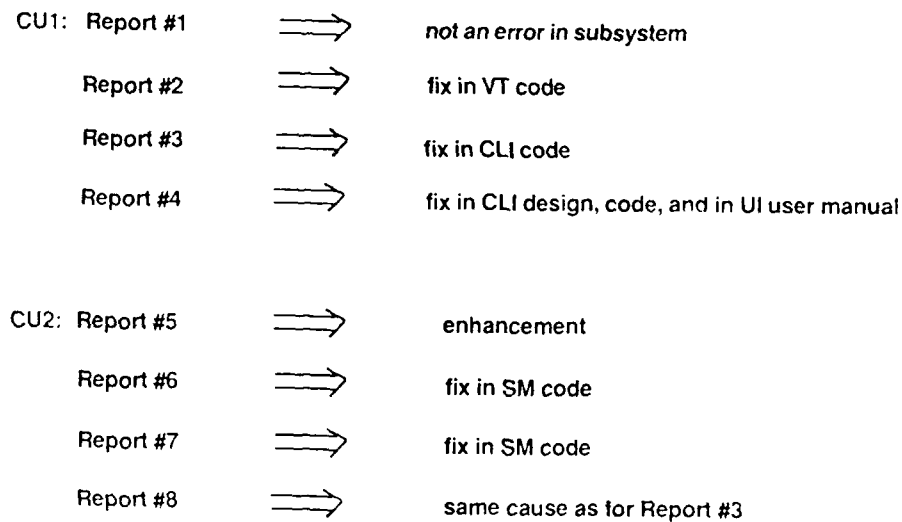 CU1: Report #1 not an error in subsystem
Report #2 fix in VT code
Report #3 fix in CLI code
Report #4 fix in CLI design, code, and in UI user manual
CU2: Report #5 enhancement
Report #6 fix in SM code
Report #7 fix in SM code
Report #8 same cause as for Report #3